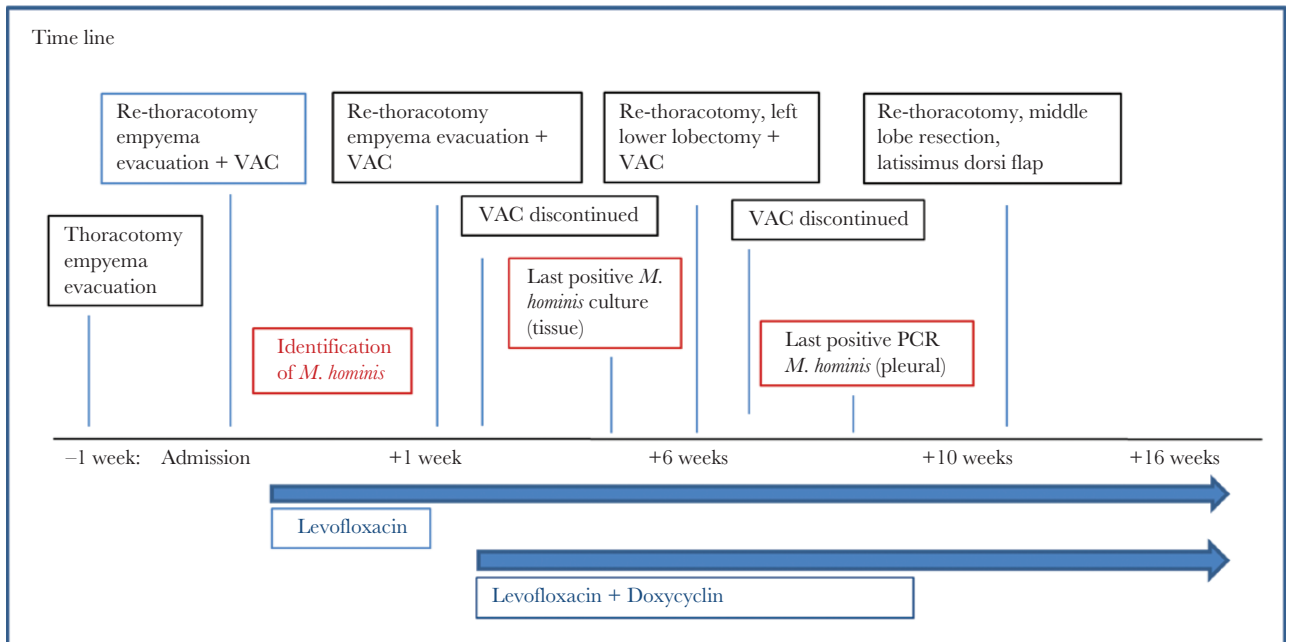 Time line
Re-thoracotomy
empyema
evacuation + VAC
Re-thoracotomy
empyema evacuation +
VAC
Re-thoracotomy, left
lower lobectomy +
VAC
Re-thoracotomy, middle
lobe resection,
latissimus dorsi flap
Thoracotomy
empyema
evacuation
VAC discontinued
VAC discontinued
Last positive M.
hominis culture
(tissue)
Identification
of M. hominis
Last positive PCR
M. hominis (pleural)
–1 week: Admission +1 week +6 weeks +10 weeks +16 weeks
Levofloxacin
Levofloxacin + Doxycyclin